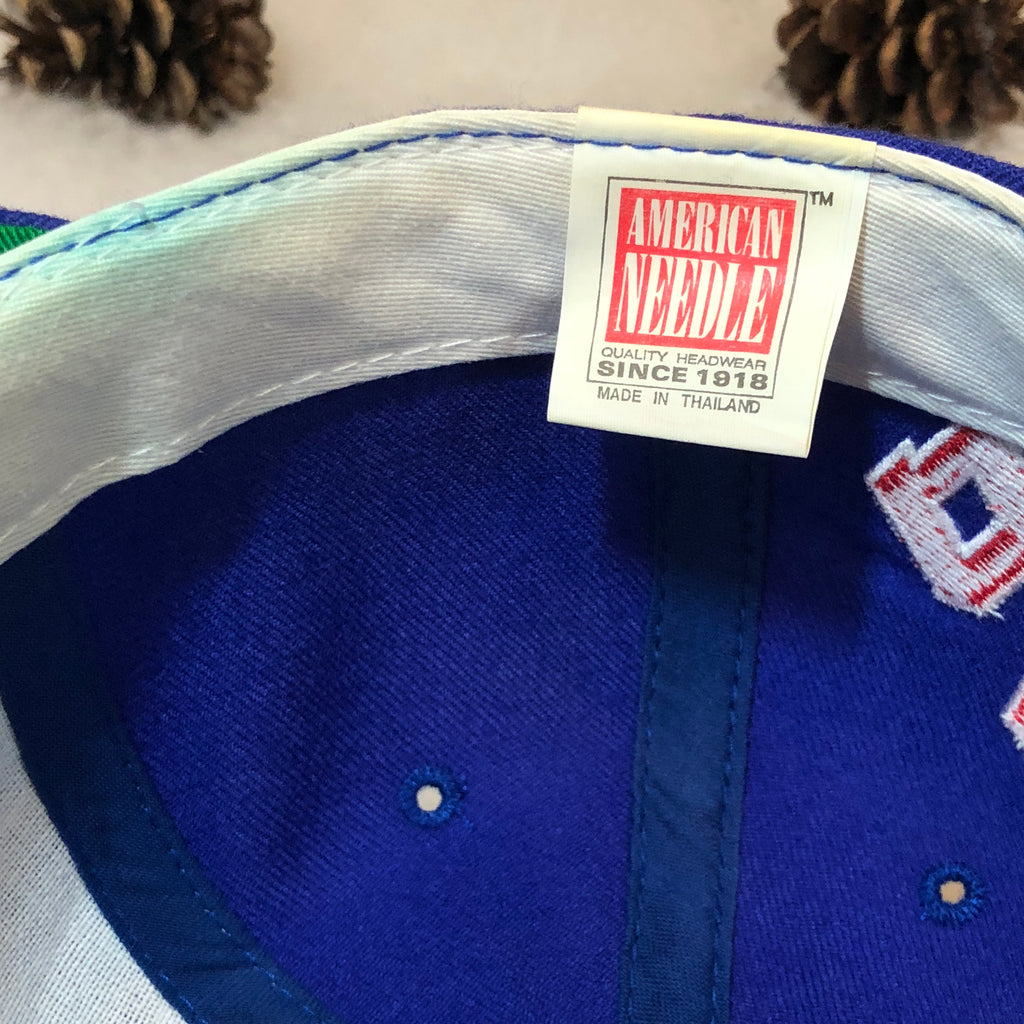 AMERICAN
NEEDLE
TM
QUALITY HEADWEAR
SINCE 1918
MADE IN THAILAND